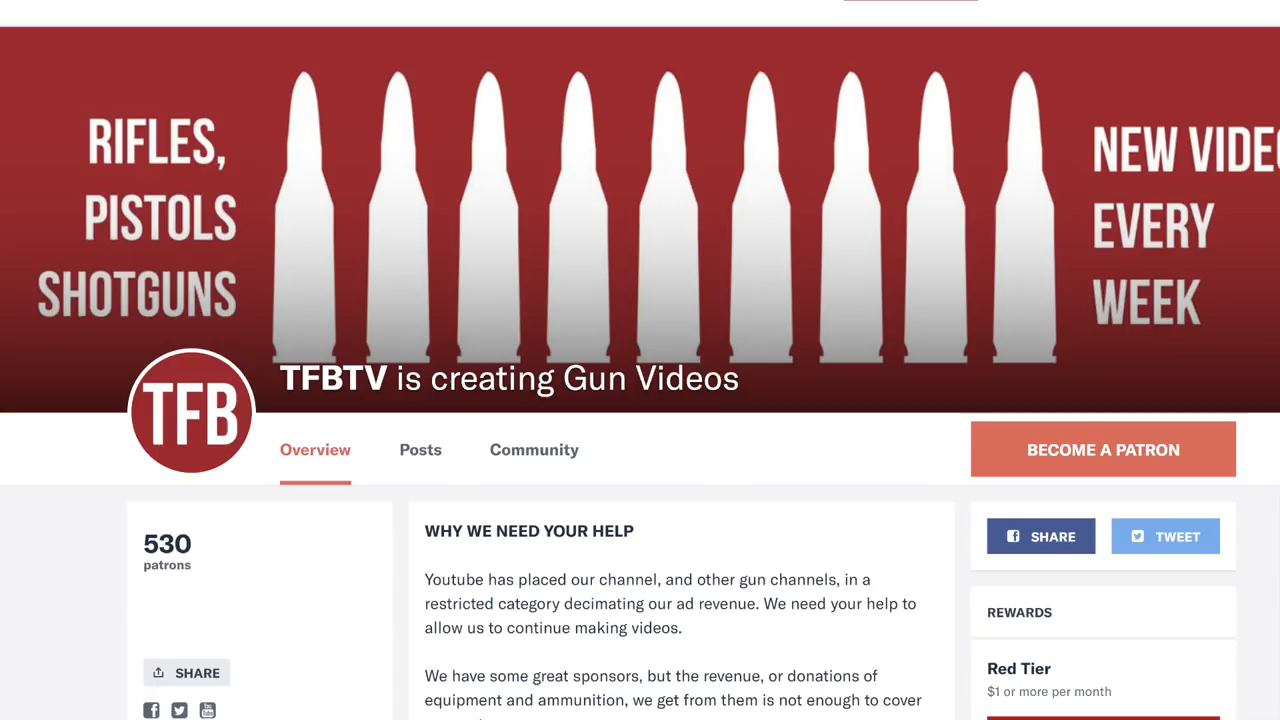 RIFLES,
PISTOLS
SHOTGUNS
NEW
EVERY
WEEK
TFB
TFBTV is creating Gun Videos
Overview
Posts
Community
BECOME A PATRON
530
patrons
SHARE
You
Tube
WHY WE NEED YOUR HELP
Youtube has placed our channel, and other gun channels, in a
restricted category decimating our ad revenue. We need your help to
allow us to continue making videos.
We have some great sponsors, but the revenue, or donations of
equipment and ammunition, we get from them is not enough to cover
SHARE
TWEET
REWARDS
Red Tier
$1 or more per month